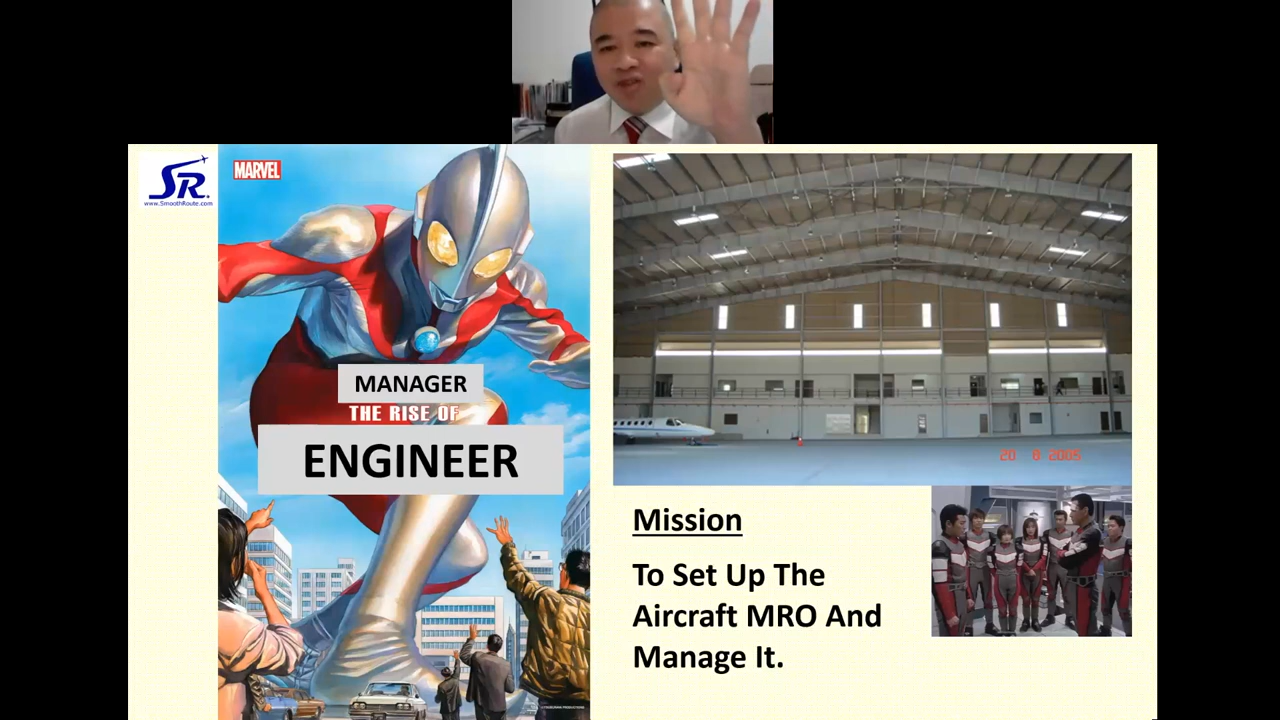 SR.
www.SmoothRoute.com
MARVEL
MANAGER
THE RISE OF
ENGINEER
20 8 2005
Mission
To Set Up The
Aircraft MRO And
Manage It.